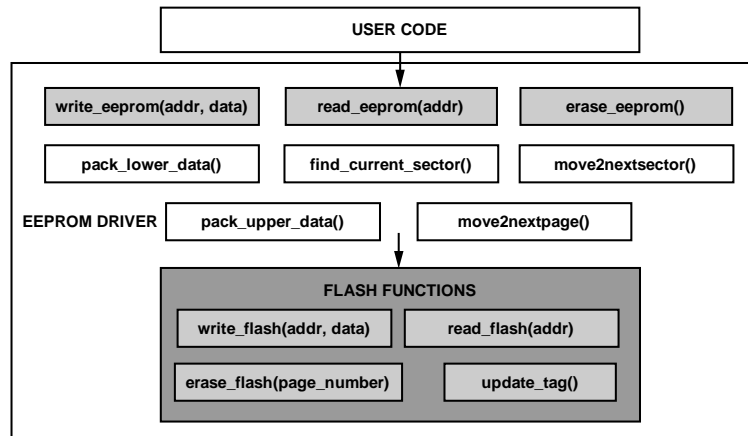 USER CODE
write_eeprom(addr, data) read_eeprom(addr) erase_eeprom()
pack_lower_data() find_current_sector() move2nextsector()
EEPROM DRIVER pack_upper_data() move2nextpage()
FLASH FUNCTIONS
write_flash(addr, data) read_flash(addr)
erase_flash(page_number) update_tag()